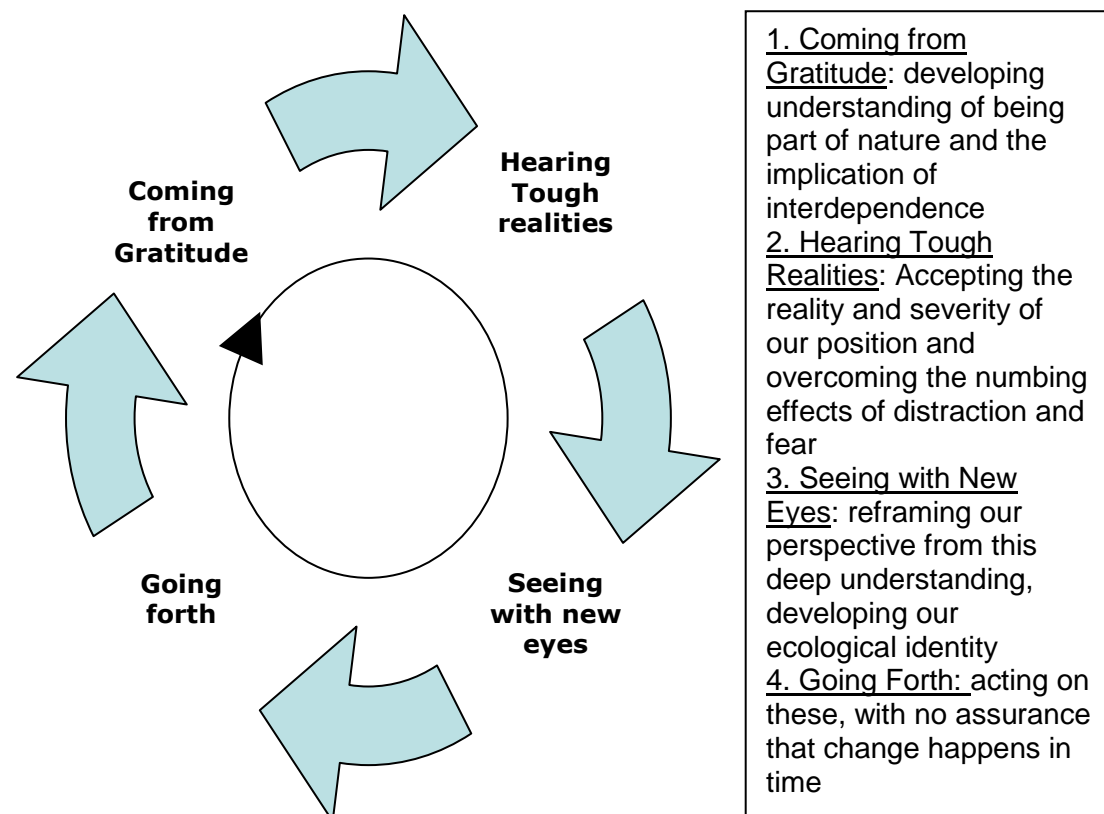 Coming
from
Gratitude
Hearing
Tough
realities
Seeing
with new
eyes
Going
forth
1. Coming from
Gratitude: developing
understanding of being
part of nature and the
implication of
interdependence
2. Hearing Tough
Realities: Accepting the
reality and severity of
our position and
overcoming the numbing
effects of distraction and
fear
3. Seeing with New
Eyes: reframing our
perspective from this
deep understanding,
developing our
ecological identity
4. Going Forth: acting on
these, with no assurance
that change happens in
time